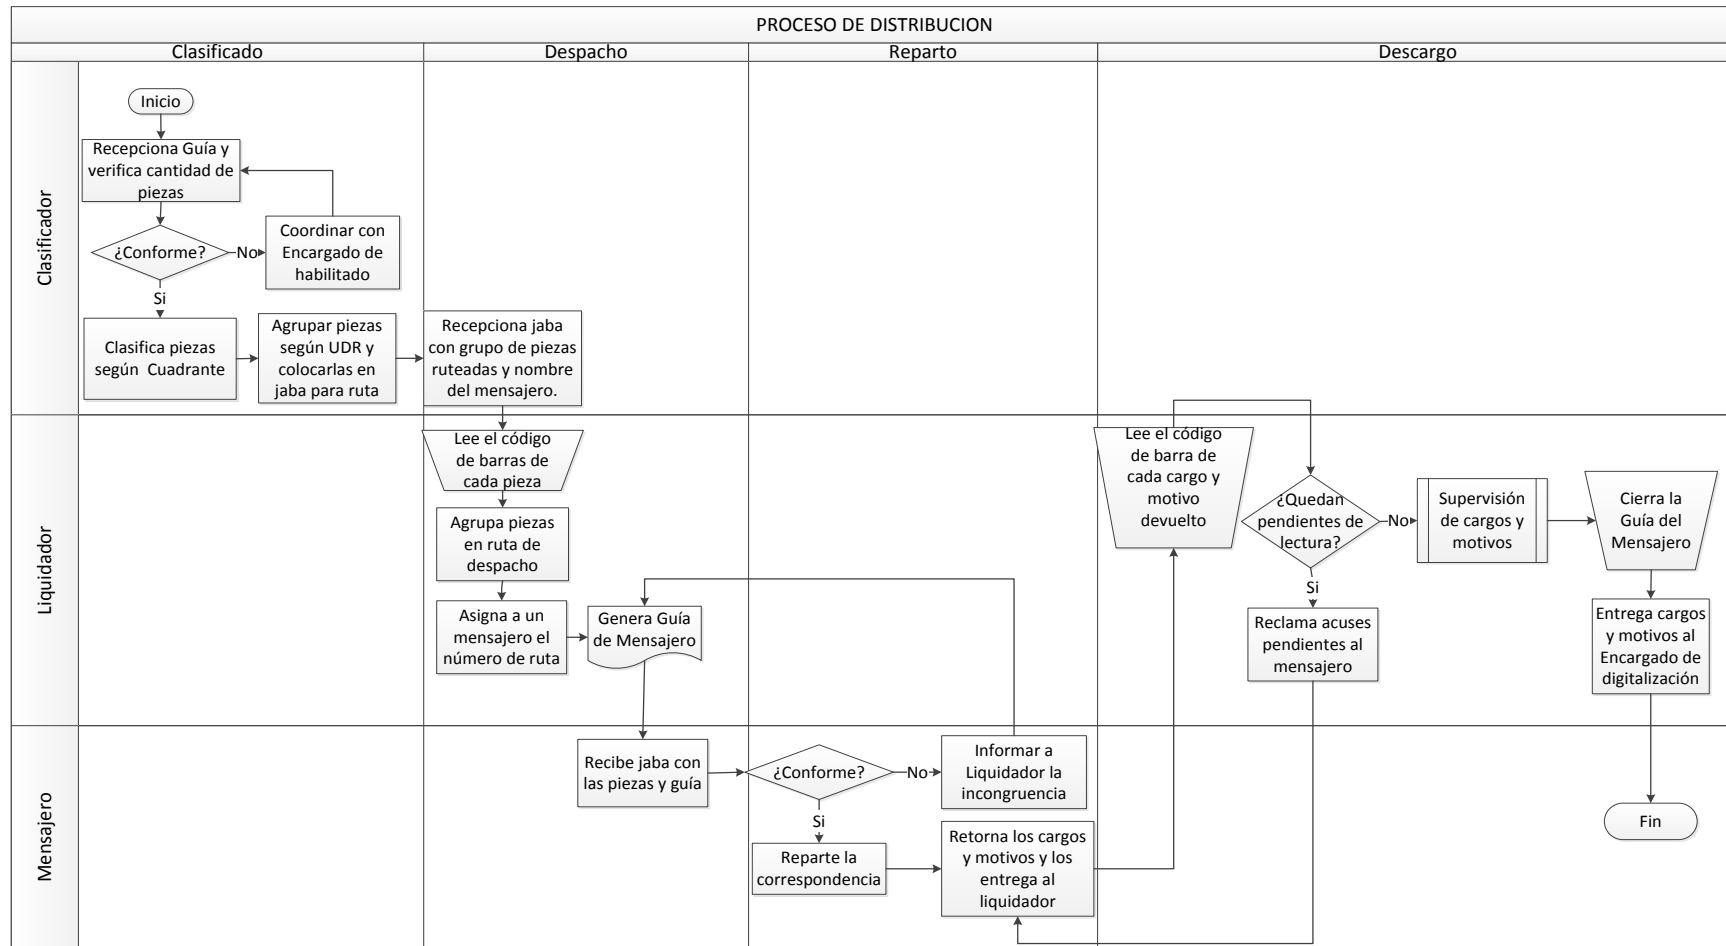 PROCESO DE DISTRIBUCION
Clasificado
Despacho
Reparto
Descargo
Clasificador
Inicio
Recepciona Guía y
verifica cantidad de
piezas
¿Conforme?
No
Coordinar con
Encargado de
habilitado
Si
Clasifica piezas
según Cuadrante
Agrupar piezas
según UDR y
colocarlas en
jaba para ruta
Recepciona jaba
con grupo de piezas
ruteadas y nombre
del mensajero.
Liquidador
Lee el código
de barras de
cada pieza
Agrupa piezas
en ruta de
despacho
Asigna a un
mensajero el
número de ruta
Genera Guía
de Mensajero
Lee el código
de barra de
cada cargo y
motivo
devuelto
¿Quedan
pendientes de
lectura?
No
Supervisión
de cargos y
motivos
Cierra la
Guía del
Mensajero
Si
Reclama acuses
pendientes al
mensajero
Entrega cargos
y motivos al
Encargado de
digitalización
Mensajero
Recibe jaba con
las piezas y guía
¿Conforme?
No
Informar a
Liquidador la
incongruencia
Si
Reparte la
correspondencia
Retorna los cargos
y motivos y los
entrega al
liquidador
Fin